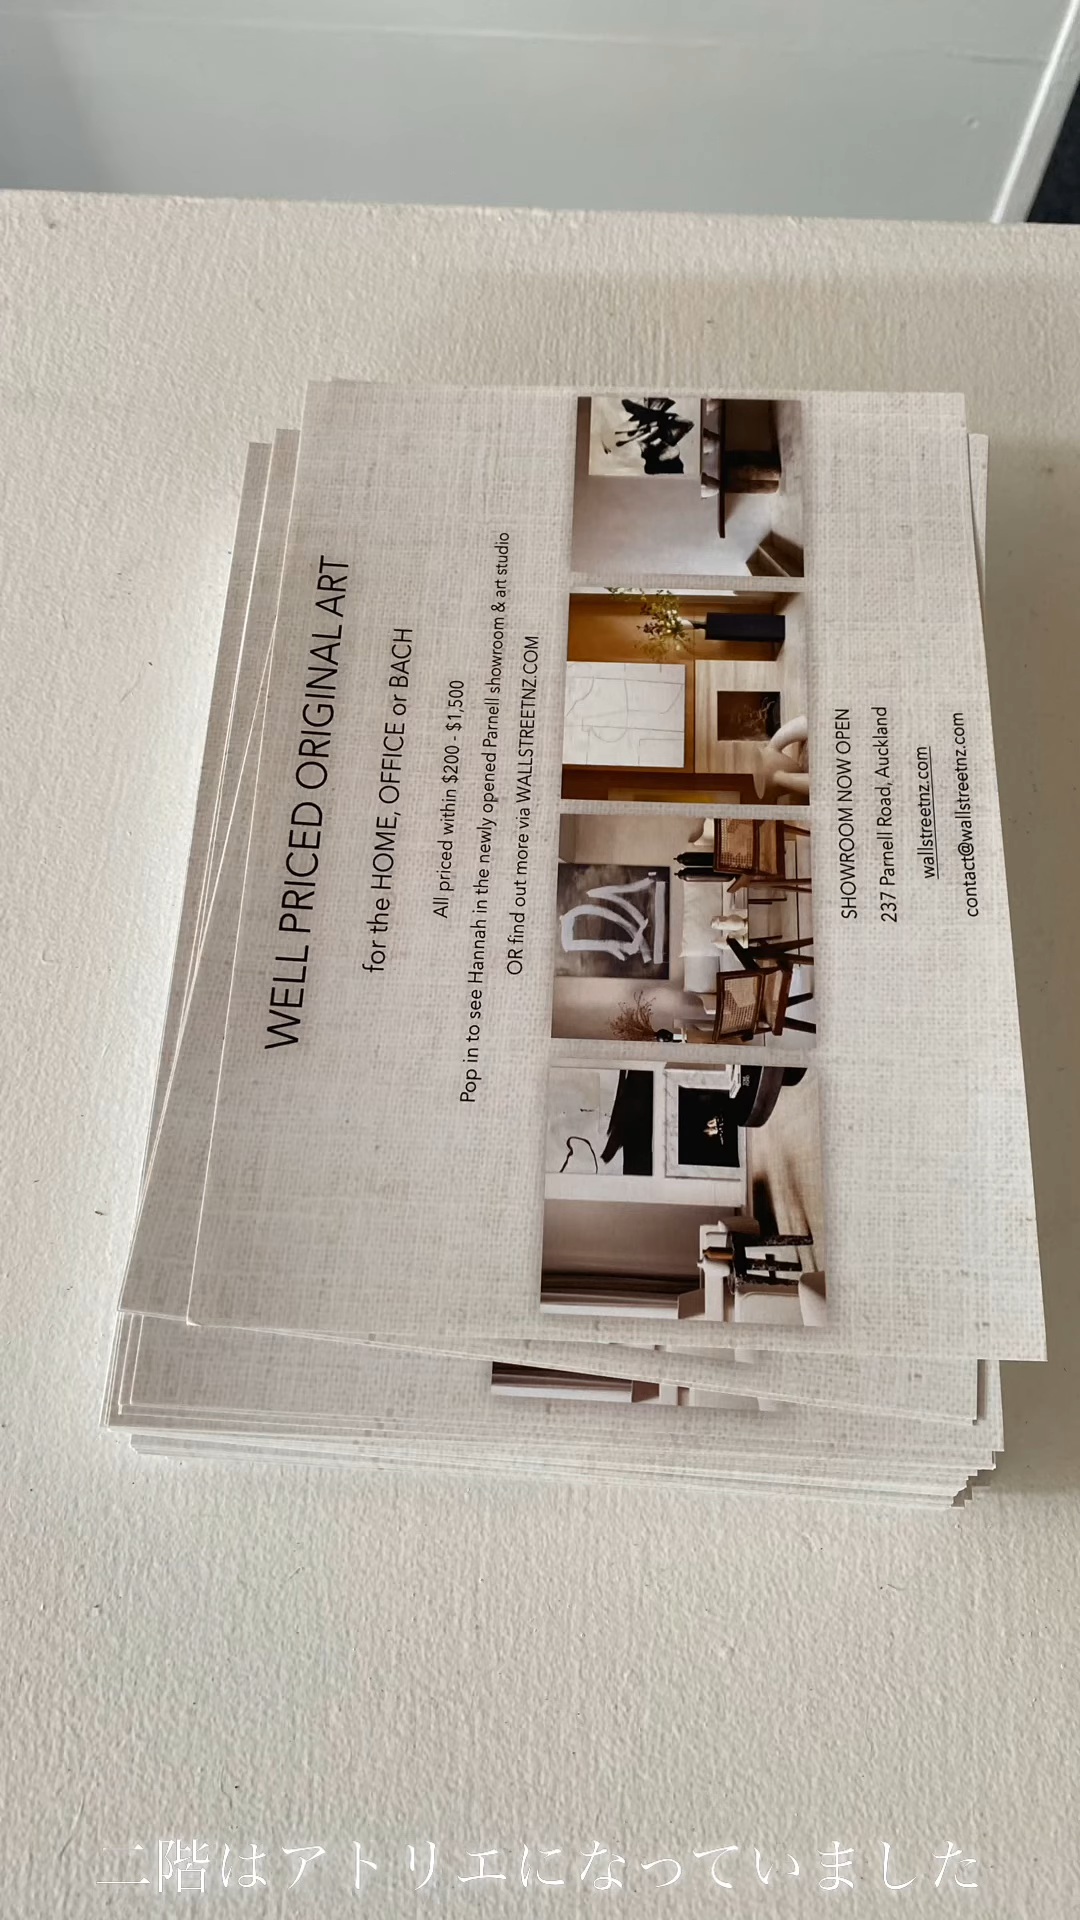 WELL PRICED ORIGINAL ART
for the HOME, OFFICE or BACH
All priced within $200 - $1,500
Pop in to see Hannah in the newly opened Parnell showroom & art studio
OR find out more via WALLSTREETNZ.COM
SHOWROOM NOW OPEN
237 Parnell Road, Auckland
wallstreetnz.com
contact@wallstreetnz.com
二階はアトリエになっていました